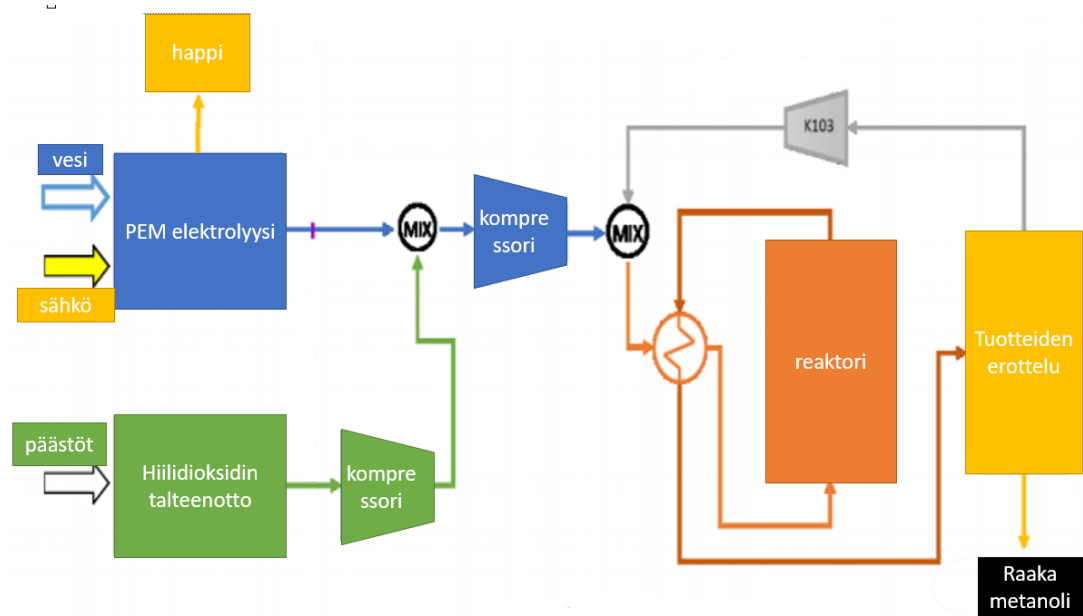 happi
vesi
PEM elektrolyysi
sähkö
MIX
kompre
ssori
MIX
K103
reaktori
Tuotteiden
erottelu
päästöt
Hiilidioksidin
talteenotto
kompre
ssori
Raaka
metanoli